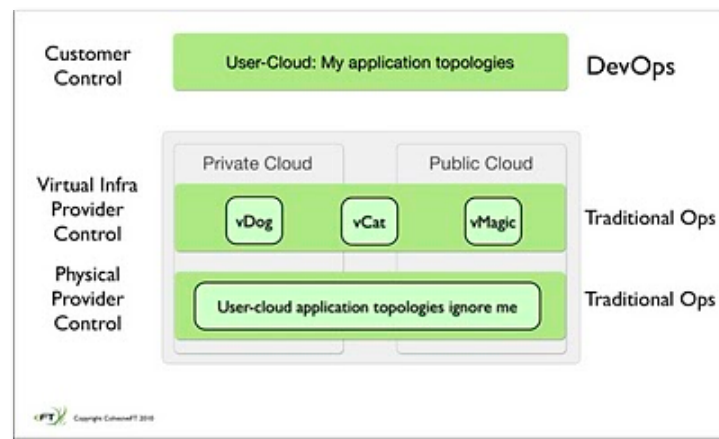 Customer
Control
User-Cloud: My application topologies
DevOps
Private Cloud
Public Cloud
Virtual Infra
Provider
Control
vDog
vCat
vMagic
Traditional Ops
Physical
Provider
Control
User-cloud application topologies ignore me
Traditional Ops
FT
Copyright CohesiveFT 2010